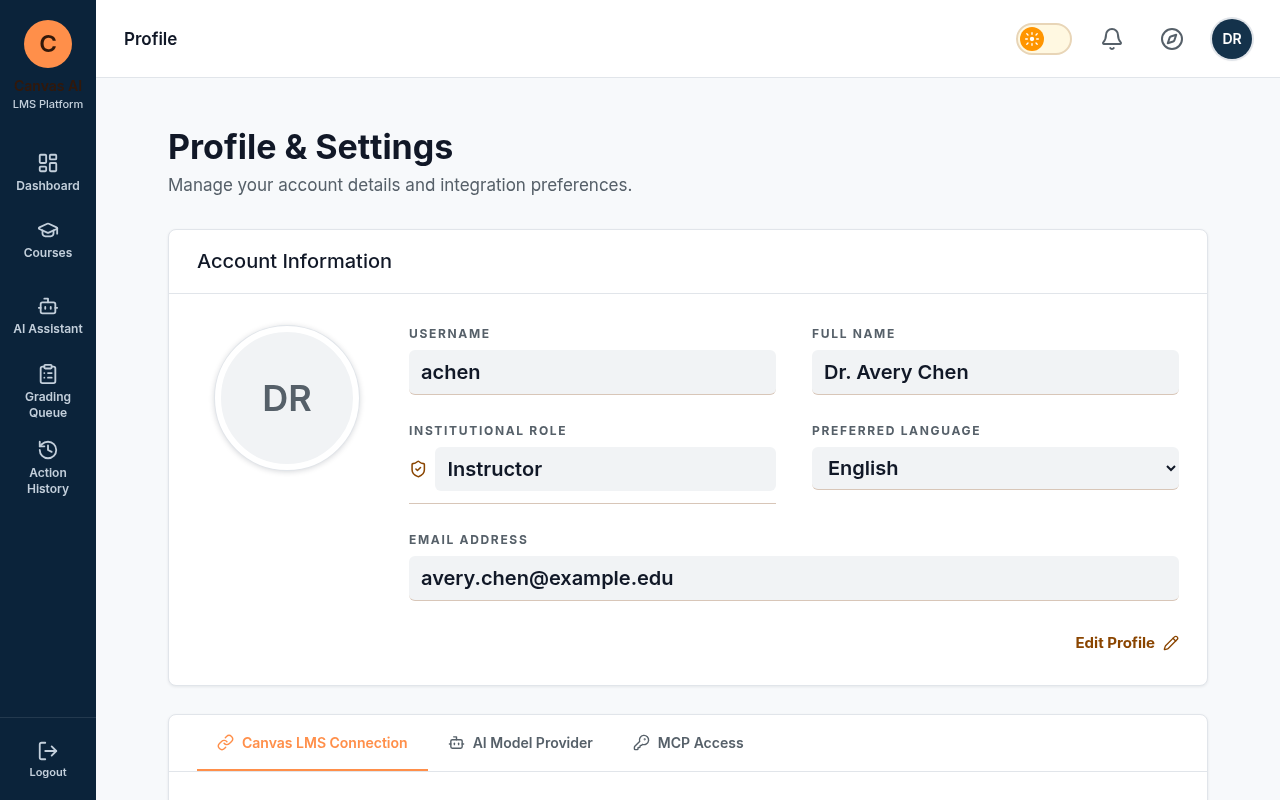 Profile
DR
C
Canvas AI
LMS Platform
Dashboard
Courses
AI Assistant
Grading
Queue
Action
History
Logout
Profile & Settings
Manage your account details and integration preferences.
Account Information
DR
USERNAME
achen
FULL NAME
Dr. Avery Chen
INSTITUTIONAL ROLE
Instructor
PREFERRED LANGUAGE
English
EMAIL ADDRESS
avery.chen@example.edu
Edit Profile
Canvas LMS Connection
AI Model Provider
MCP Access